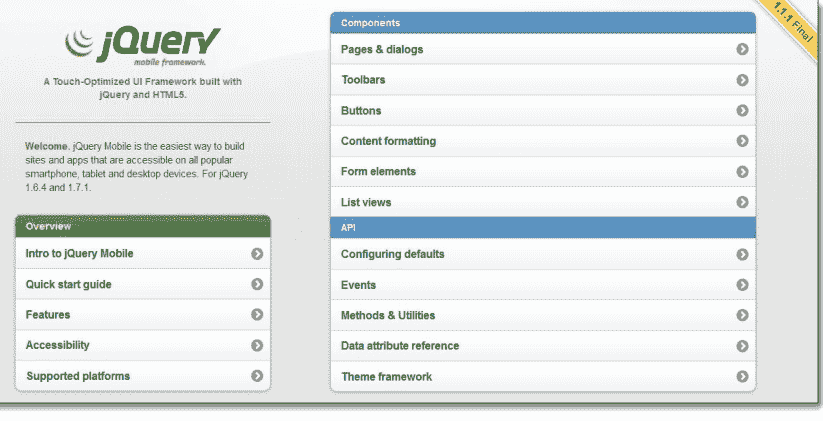 jQuery
mobile framework.
A Touch-Optimized UI Framework built with
jQuery and HTML5.
Welcome. jQuery Mobile is the easiest way to build
sites and apps that are accessible on all popular
smartphone, tablet and desktop devices. For jQuery
1.6.4 and 1.7.1.
Overview
Intro to jQuery Mobile
Quick start guide
Features
Accessibility
Supported platforms
Components
Pages & dialogs
Toolbars
Buttons
Content formatting
Form elements
List views
API
Configuring defaults
Events
Methods & Utilities
Data attribute reference
Theme framework
1.1.1 Final